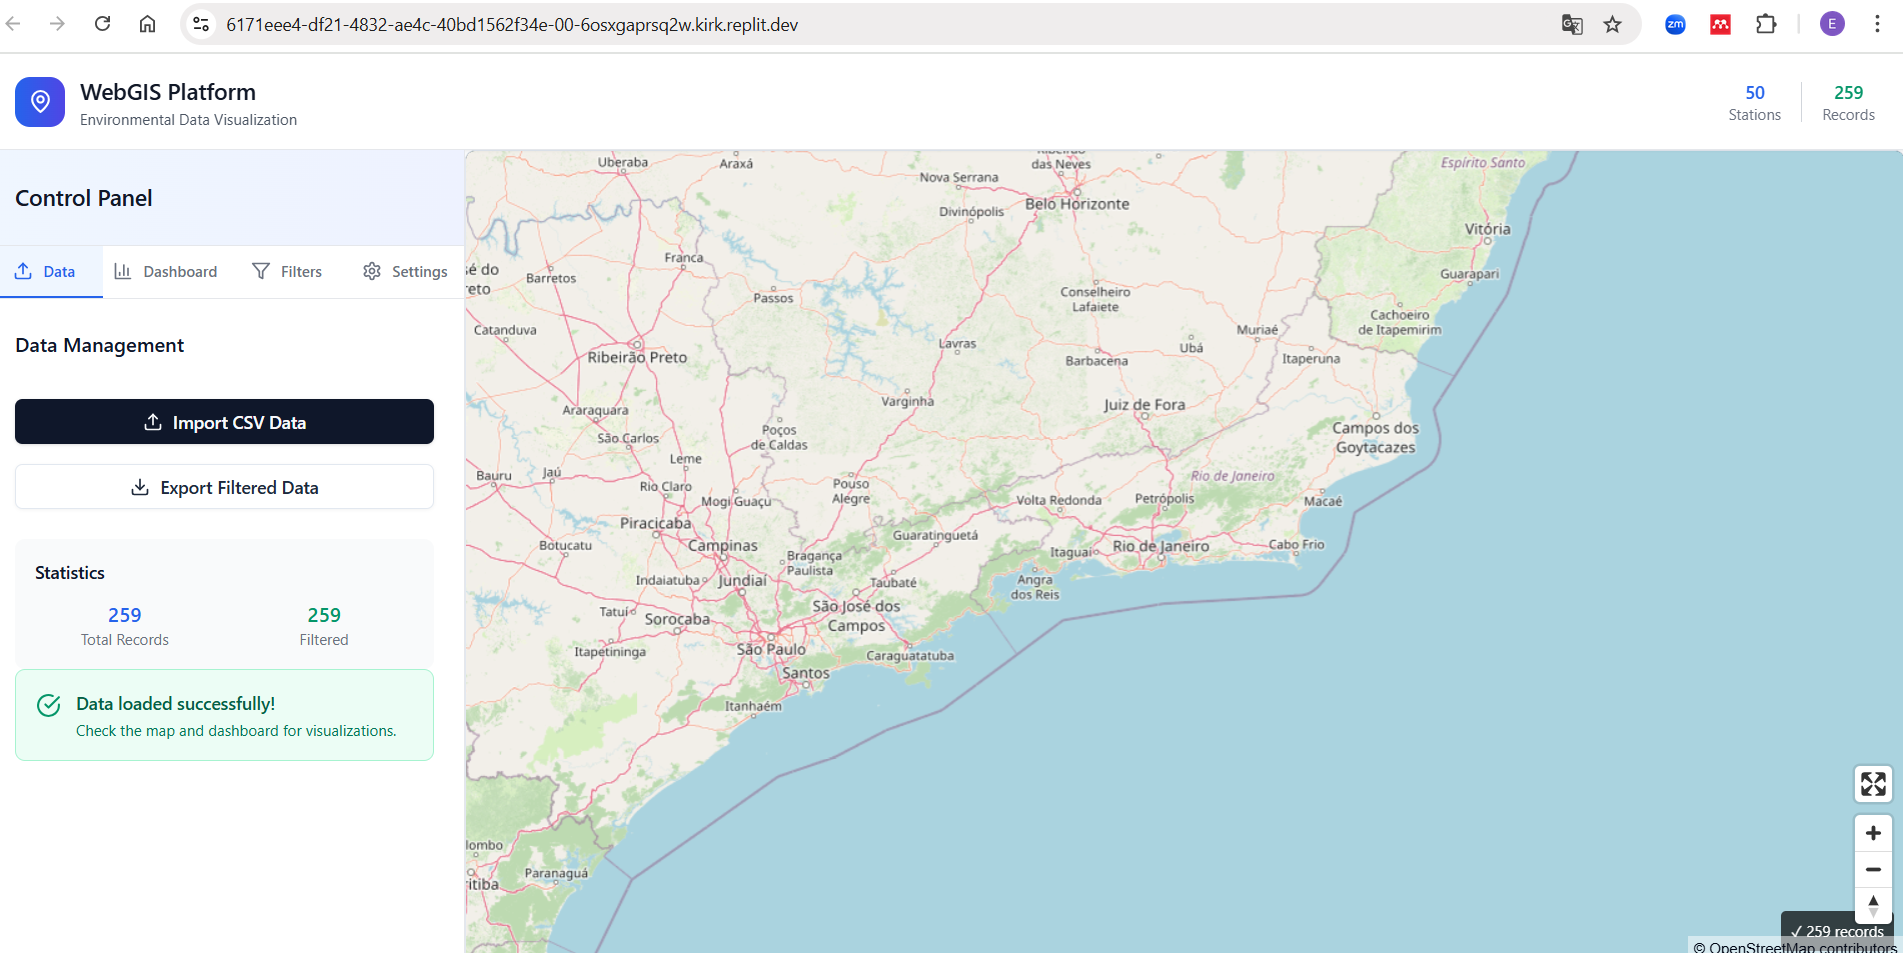 6171eee4-df21-4832-ae4c-40bd1562f34e-00-6osxgaprsq2w.kirk.replit.dev
zm
E
WebGIS Platform
Environmental Data Visualization
50
Stations
259
Records
Control Panel
Data
Dashboard
Filters
Settings
Data Management
Import CSV Data
Export Filtered Data
Statistics
259
Total Records
259
Filtered
Data loaded successfully!
Check the map and dashboard for visualizations.
Uberaba
Araxá
das Neves
Espírito Santo
Nova Serrana
Belo Horizonte
Divinópolis
Vitória
Franca
sé do
reto
Barretos
Guarapari
Passos
Conselheiro
Lafaiete
Cachoeiro
de Itapemirim
Catanduva
Muriaé
Lavras
Ubá
Ribeirão Preto
Barbacena
Itaperuna
Varginha
Juiz de Fora
Araraquara
Poços
de Caldas
Campos dos
Goytacazes
São Carlos
Leme
Bauru
Jaú
Rio de Janeiro
Rio Claro
Pouso
Alegre
Mogi Guaçu
Volta Redonda
Petrópolis
Macaé
Piracicaba
Guaratinguetá
Botucatu
Campinas
Bragança
Paulista
Itaguaí
Rio de Janeiro
Cabo Frio
Indaiatuba
Jundiaí
Taubaté
Angra
dos Reis
Tatuí
Sorocaba
São José dos
Campos
Itapetininga
São Paulo
Caraguatatuba
Santos
Itanhaém
lombo
Paranaguá
itiba
✓ 259 records
© OpenStreetMap contributors